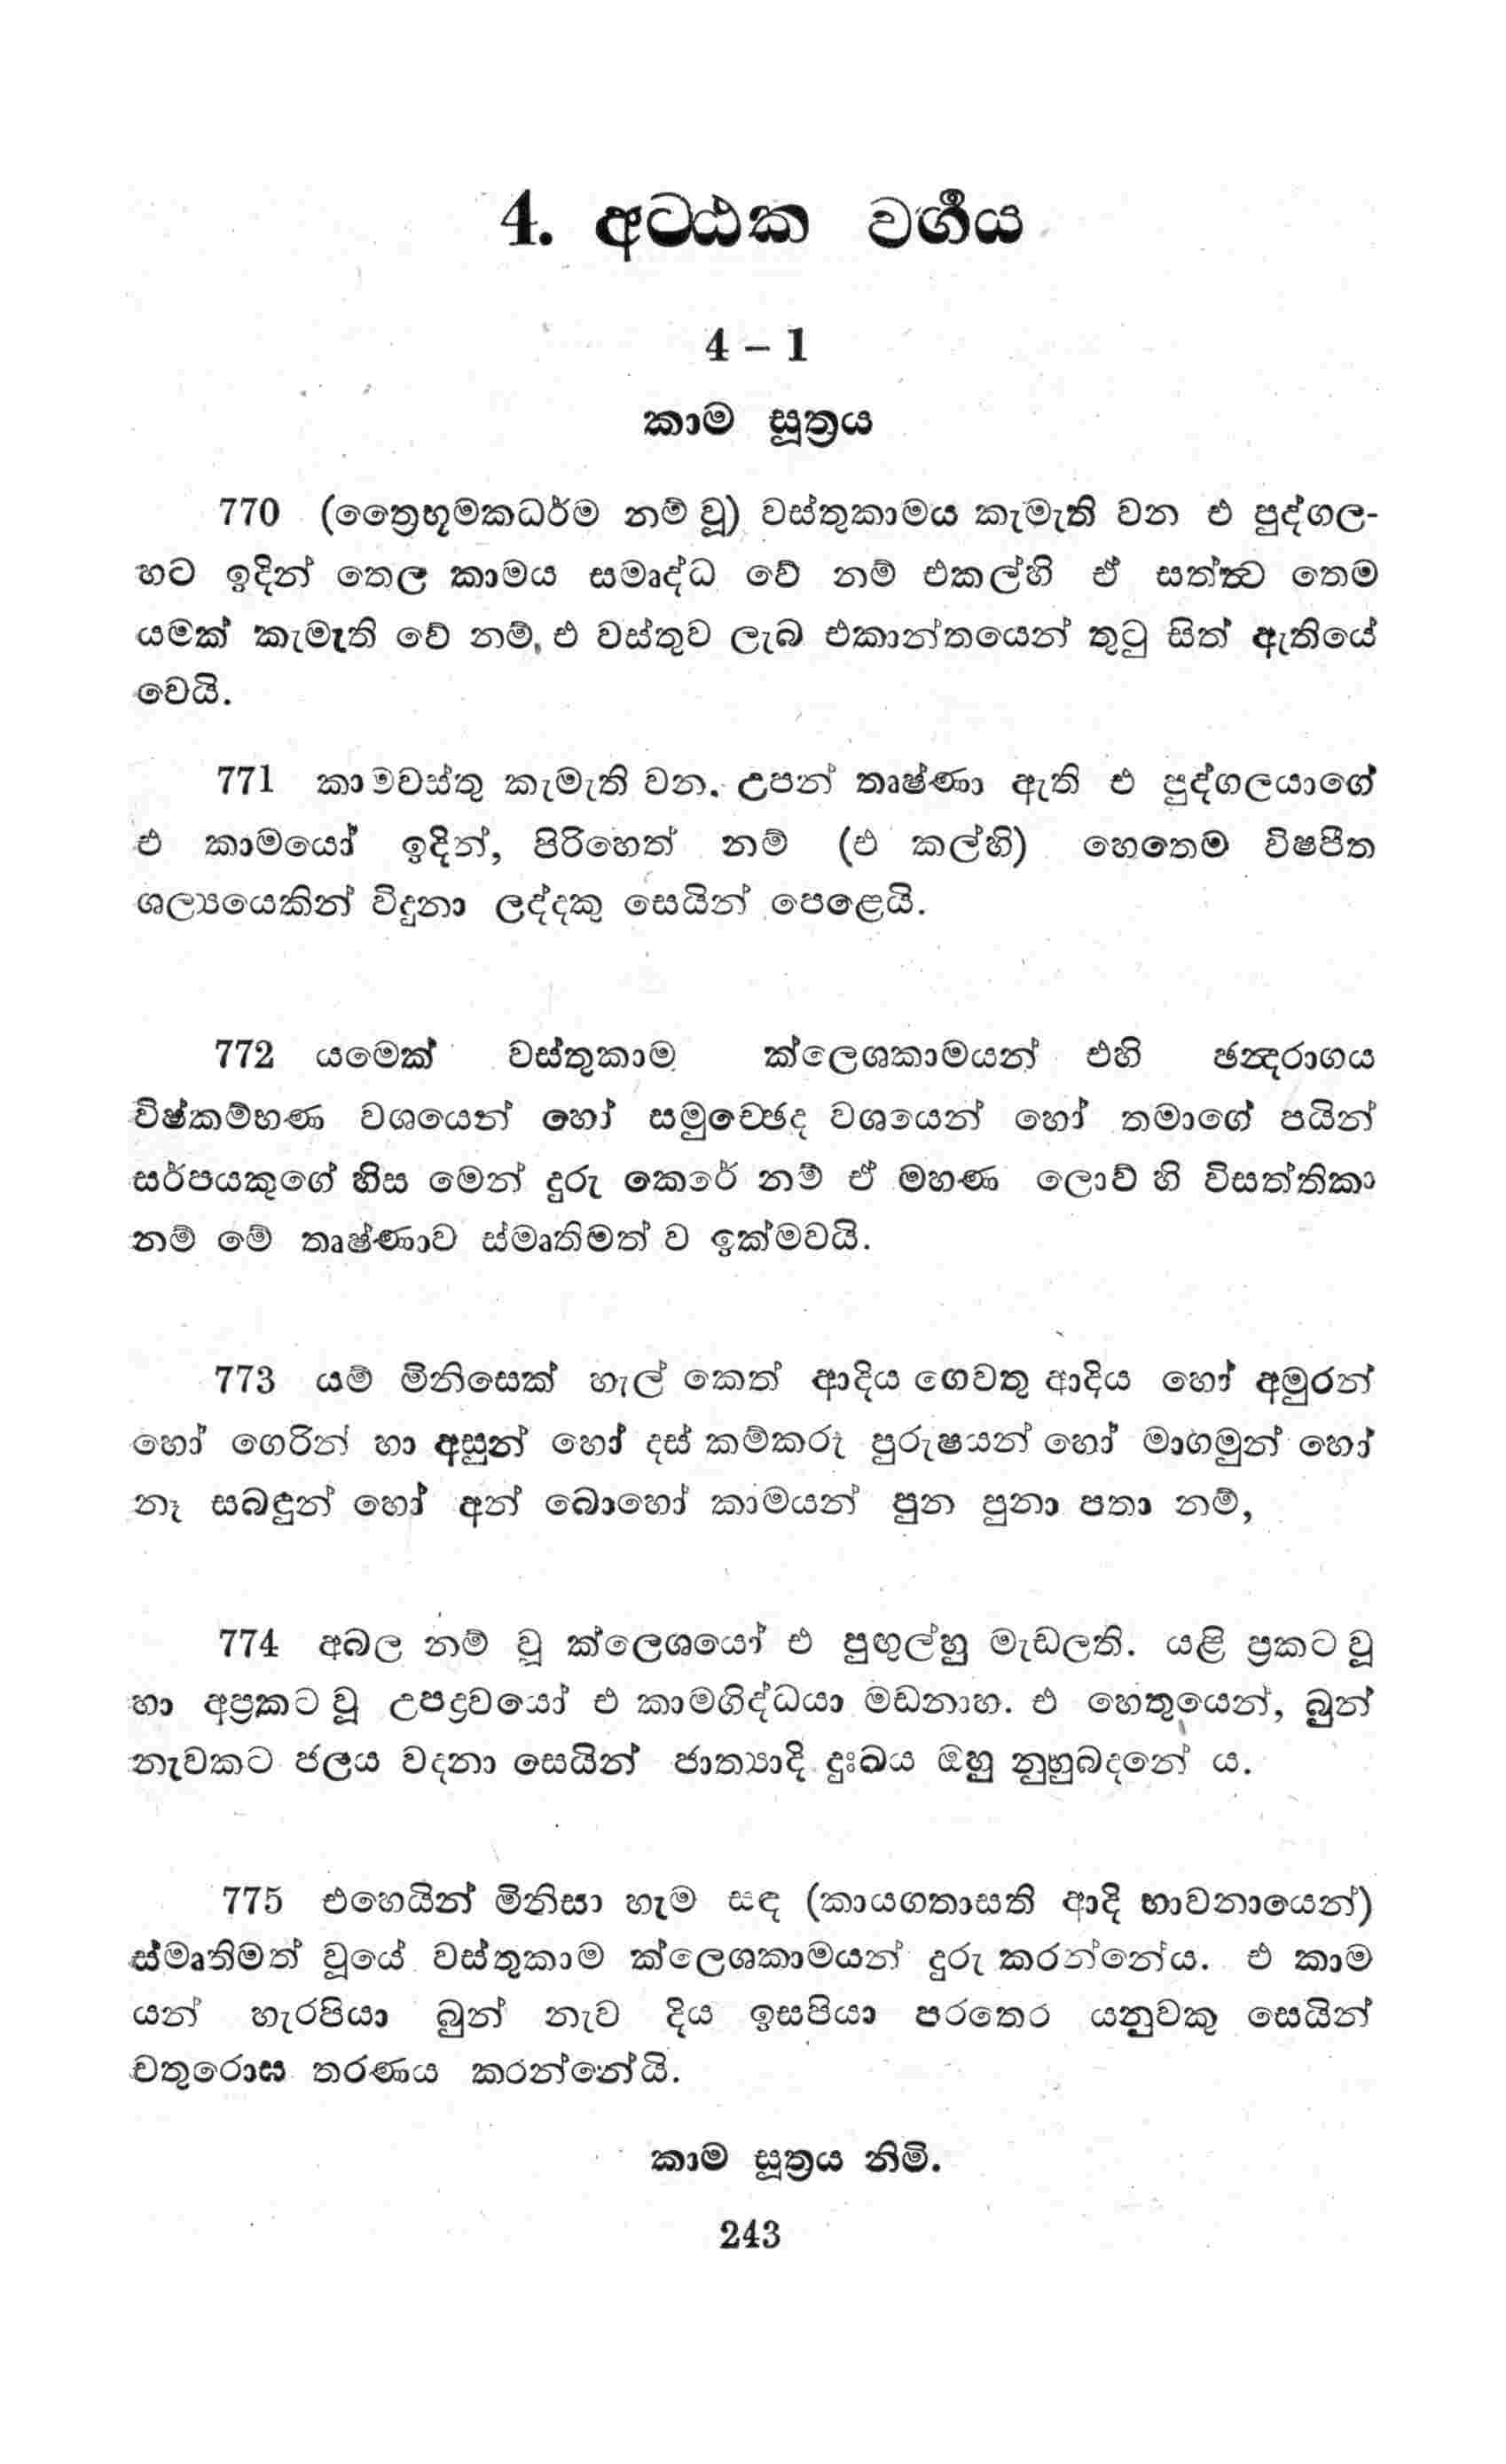 4. අට්ඨක වර්‍ගය
4 – 1
කාම සූත්‍රය
770 (ත්‍රෛභූමකධර්ම නම් වූ) වස්තුකාමය කැමැති වන එ පුද්ගල-
හට ඉදින් තෙල කාමය සමෘද්ධ වේ නම් එකල්හි ඒ සත්ත්‍ව තෙම
යමක් කැමැති වේ නම්, එ වස්තුව ලැබ එකාන්තයෙන් තුටු සිත් ඇතියේ
වෙයි.
771 කාමවස්තු කැමැති වන. උපන් තෘෂ්ණා ඇති එ පුද්ගලයාගේ
එ කාමයෝ ඉදින්, පිරිහෙත් නම් (එ කල්හි) හෙතෙම විෂපීත
ශල්‍යයෙකින් විදුනා ලද්දකු සෙයින් පෙළෙයි.
772 යමෙක් වස්තුකාම ක්ලෙශකාමයන් එහි ඡන්‍දරාගය
විෂ්කම්භණ වශයෙන් හෝ සමුච්ඡෙද වශයෙන් හෝ තමාගේ පයින්
සර්පයකුගේ හිස මෙන් දුරු කෙරේ නම් ඒ මහණ ලොව් හි විසත්තිකා
නම් මේ තෘෂ්ණාව ස්මෘතිමත් ව ඉක්මවයි.
773 යම් මිනිසෙක් හැල් කෙත් ආදිය ගෙවතු ආදිය හෝ අමුරන්
හෝ ගෙරින් හා අසුන් හෝ දස් කම්කරු පුරුෂයන් හෝ මාගමුන් හෝ
නෑ සබඳුන් හෝ අන් බොහෝ කාමයන් පුන පුනා පතා නම්,
774 අබල නම් වූ ක්ලෙශයෝ එ පුඟුල්හු මැඩලති. යළි ප්‍රකට වූ
හා අප්‍රකට වූ උපද්‍රවයෝ එ කාමගිද්ධයා මඩනාහ. එ හෙතුයෙන්, බුන්
නැවකට ජලය වදනා සෙයින් ජාත්‍යාදි දුඃඛය ඔහු නුහුබදනේ ය.
775 එහෙයින් මිනිසා හැම සඳ (කායගතාසති ආදි භාවනායෙන්)
ස්මෘතිමත් වූයේ වස්තුකාම ක්ලෙශකාමයන් දුරු කරන්නේය. එ කාම
යන් හැරපියා බුන් නැව දිය ඉසපියා පරතෙර යනුවකු සෙයින්
චතුරොඝ තරණය කරන්නේයි.
කාම සූත්‍රය නිමි.
243